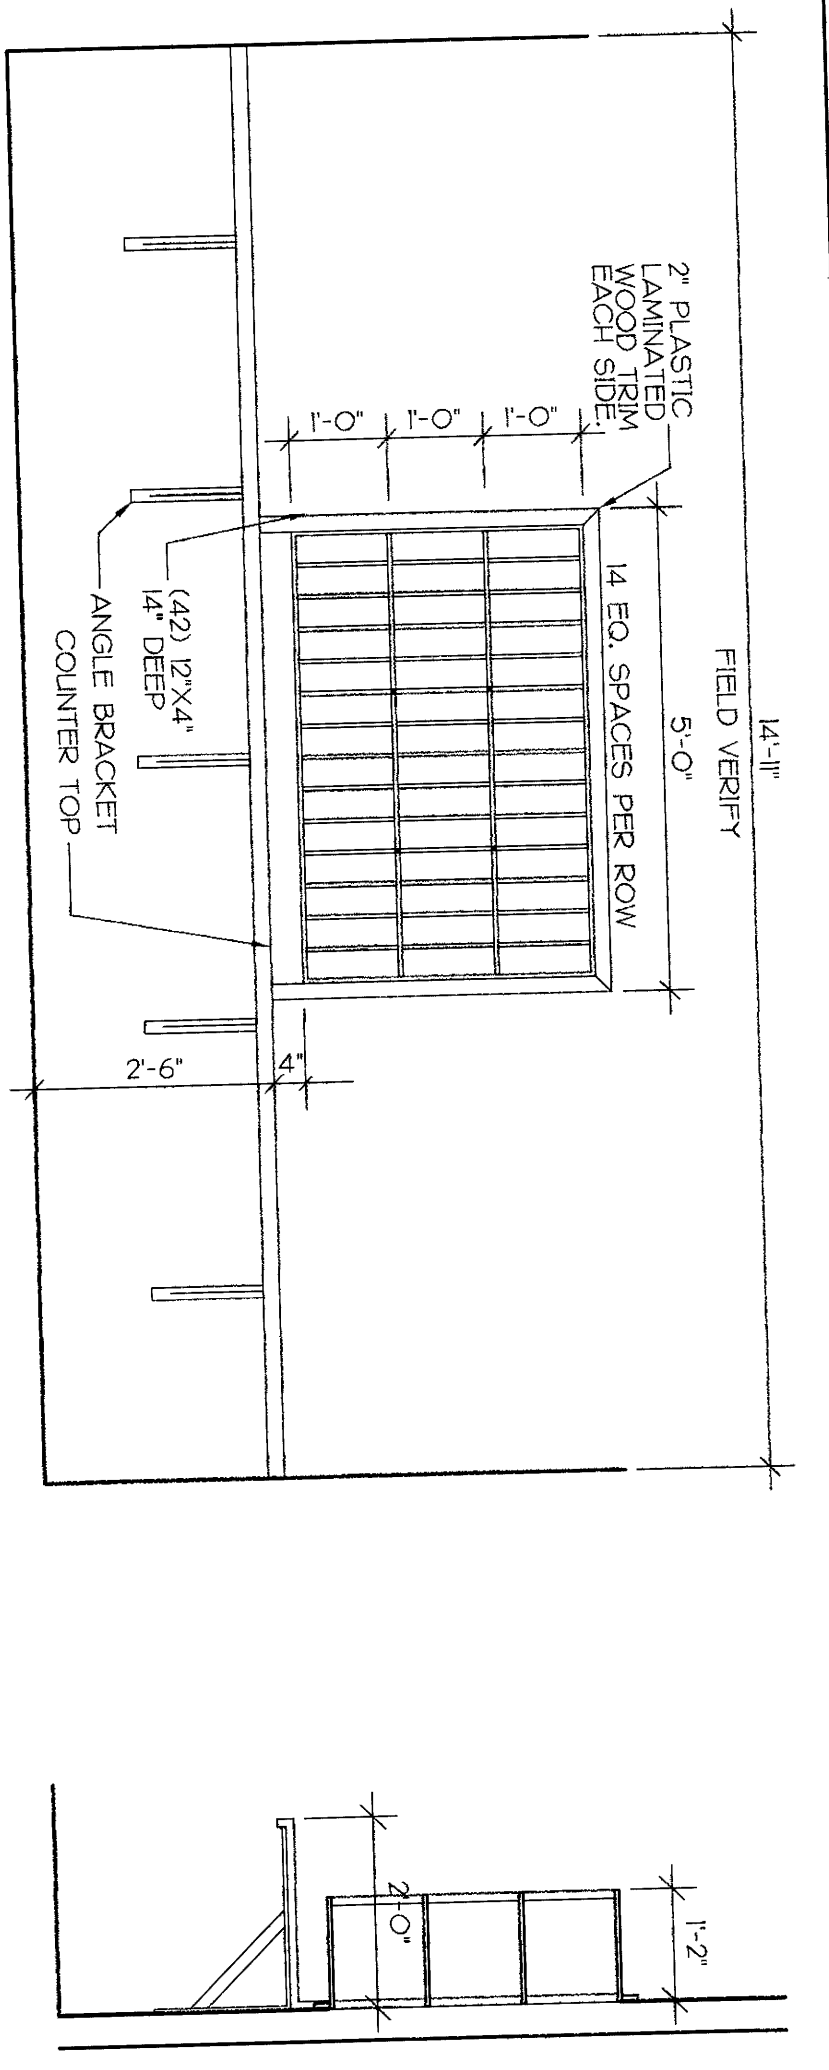 14'-11"
FIELD VERIFY
5'-0"
14 EQ. SPACES PER ROW
2" PLASTIC
LAMINATED
WOOD TRIM
EACH SIDE.
1'-0"
1'-0"
1'-0"
(42) 12"X4"
14" DEEP
ANGLE BRACKET
COUNTER TOP
4"
2'-6"
1'-2"
2'-0"